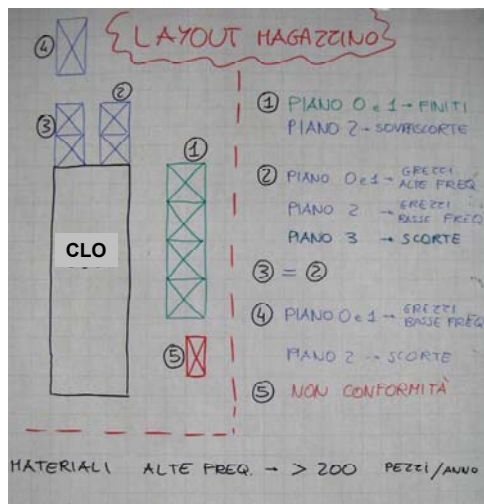 LAYOUT MAGAZZINO
4
3
2
1
CLO
5
1 PIANO 0 e 1 → FINITI
PIANO 2 → SOVRASCORTE
2 PIANO 0 e 1 → GREZZI ALTE FREQ
PIANO 2 → GREZZI BASSE FREQ
PIANO 3 → SCORTE
3 = 2
4 PIANO 0 e 1 → GREZZI BASSE FREQ
PIANO 2 → SCORTE
5 NON CONFORMITÀ
MATERIALI ALTE FREQ. → > 200 PEZZI/ANNO